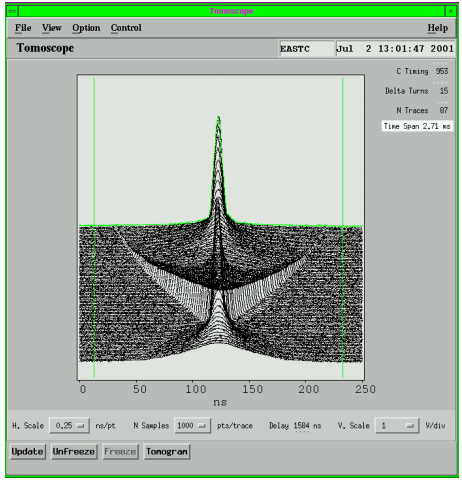 Tomoscope
File View Option Control Help
Tomoscope EASTC Jul 2 13:01:47 2001
C Timing 953
Delta Turns 15
N Traces 87
Time Span 2.71 ms
0 50 100 150 200 250
ns
H. Scale 0.25 ns/pt N Samples 1000 pts/trace Delay 1584 ns V. Scale 1 V/div
Update Unfreeze Freeze Tomogram